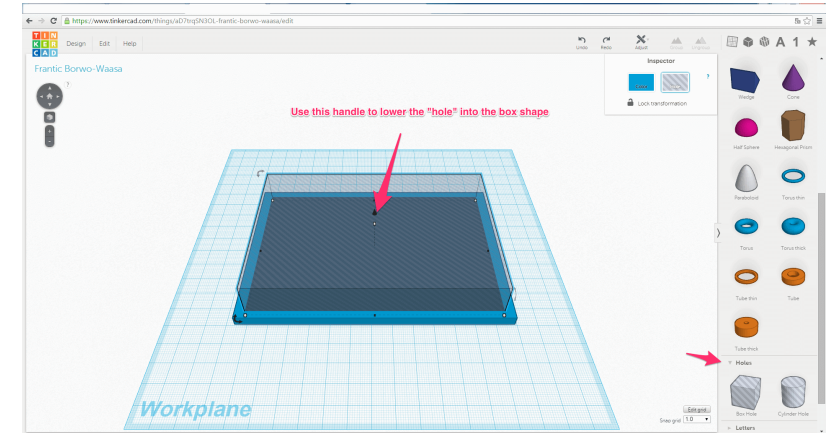 https://www.tinkercad.com/things/aD7trqSN3OL-frantic-borwo-waasa/edit
TIN
KER
CAD
Design Edit Help
Undo Redo Adjust Group
Frantic Borwo-Waasa
?
Inspector
?
Lock transformation
Use this handle to lower the "hole" into the box shape
Wedge Cone
Half Sphere Hexagonal Prism
Paraboloid Torus thin
Torus Torus thick
Tube thin Tube
Tube thick
Holes
Box Hole Cylinder Hole
Letters
Workplane
Edit grid
Snap grid 1.0